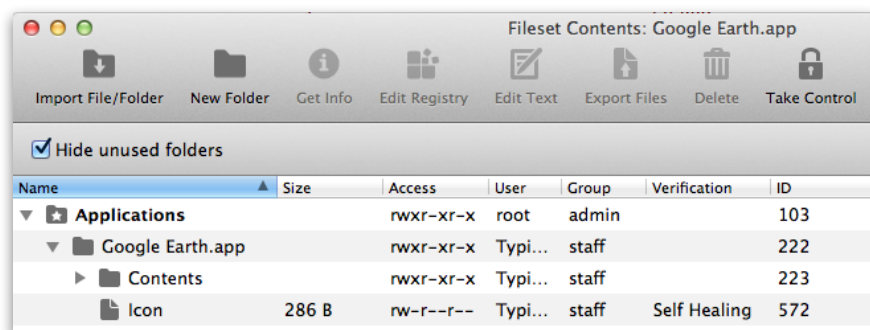 Fileset Contents: Google Earth.app
Import File/Folder New Folder Get Info Edit Registry Edit Text Export Files Delete Take Control
Hide unused folders
Name Size Access User Group Verification ID
Applications rwxr-xr-x root admin 103
Google Earth.app rwxr-xr-x Typi... staff 222
Contents rwxr-xr-x Typi... staff 223
Icon 286 B rw-r--r-- Typi... staff Self Healing 572